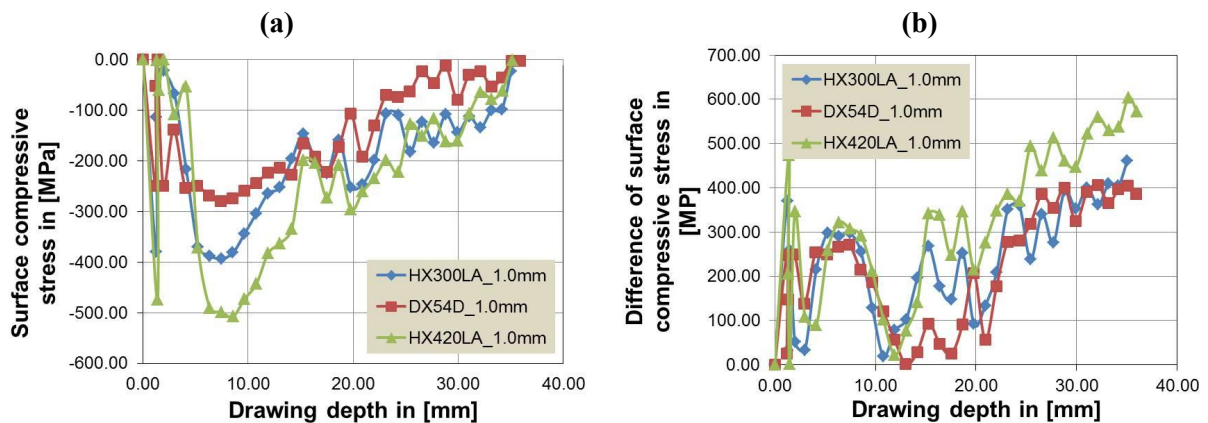 (a)
Surface compressive
stress in [MPa]
0.00
-100.00
-200.00
-300.00
-400.00
-500.00
-600.00
HX300LA_1.0mm
DX54D_1.0mm
HX420LA_1.0mm
0.00 10.00 20.00 30.00 40.00
Drawing depth in [mm]
(b)
Difference of surface
compressive stress in
[MP]
700.00
600.00
500.00
400.00
300.00
200.00
100.00
0.00
HX300LA_1.0mm
DX54D_1.0mm
HX420LA_1.0mm
0.00 10.00 20.00 30.00 40.00
Drawing depth in [mm]